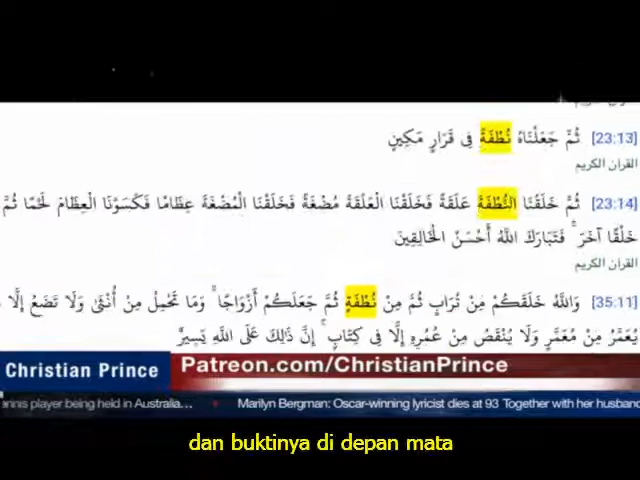 [23:13] ثُمَّ جَعَلْنَاهُ نُطْفَةً فِي قَرَارٍ مَكِينٍ
القرآن الكريم
[23:14] ثُمَّ خَلَقْنَا النُّطْفَةَ عَلَقَةً فَخَلَقْنَا الْعَلَقَةَ مُضْغَةً فَخَلَقْنَا الْمُضْغَةَ عِظَامًا فَكَسَوْنَا الْعِظَامَ لَحْمًا ثُمَّ
خَلْقًا آخَرَ ۚ فَتَبَارَكَ اللَّهُ أَحْسَنُ الْخَالِقِينَ
القرآن الكريم
[35:11] وَاللَّهُ خَلَقَكُمْ مِنْ تُرَابٍ ثُمَّ مِنْ نُطْفَةٍ ثُمَّ جَعَلَكُمْ أَزْوَاجًا ۚ وَمَا تَحْمِلُ مِنْ أُنْثَىٰ وَلَا تَضَعُ إِلَّا
يُعَمَّرُ مِنْ مُعَمَّرٍ وَلَا يُنْقَصُ مِنْ عُمُرِهِ إِلَّا فِي كِتَابٍ ۚ إِنَّ ذَٰلِكَ عَلَى اللَّهِ يَسِيرٌ
Christian Prince
Patreon.com/ChristianPrince
ennis player being held in Australia...
Marilyn Bergman: Oscar-winning lyricist dies at 93 Together with her husband
dan buktinya di depan mata